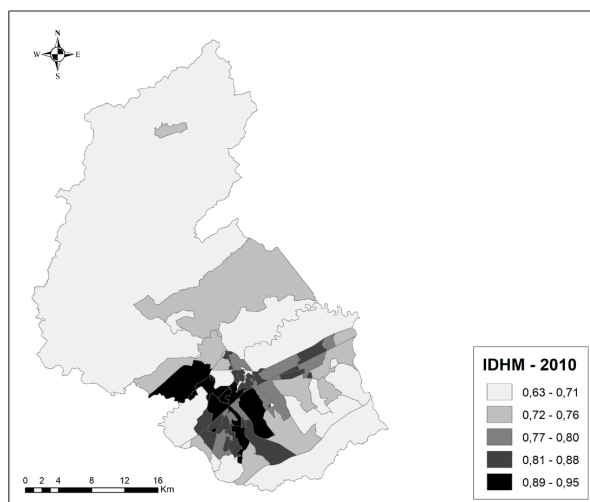 N
W E
S
IDHM - 2010
0,63 - 0,71
0,72 - 0,76
0,77 - 0,80
0,81 - 0,88
0,89 - 0,95
0 2 4 8 12 16
Km